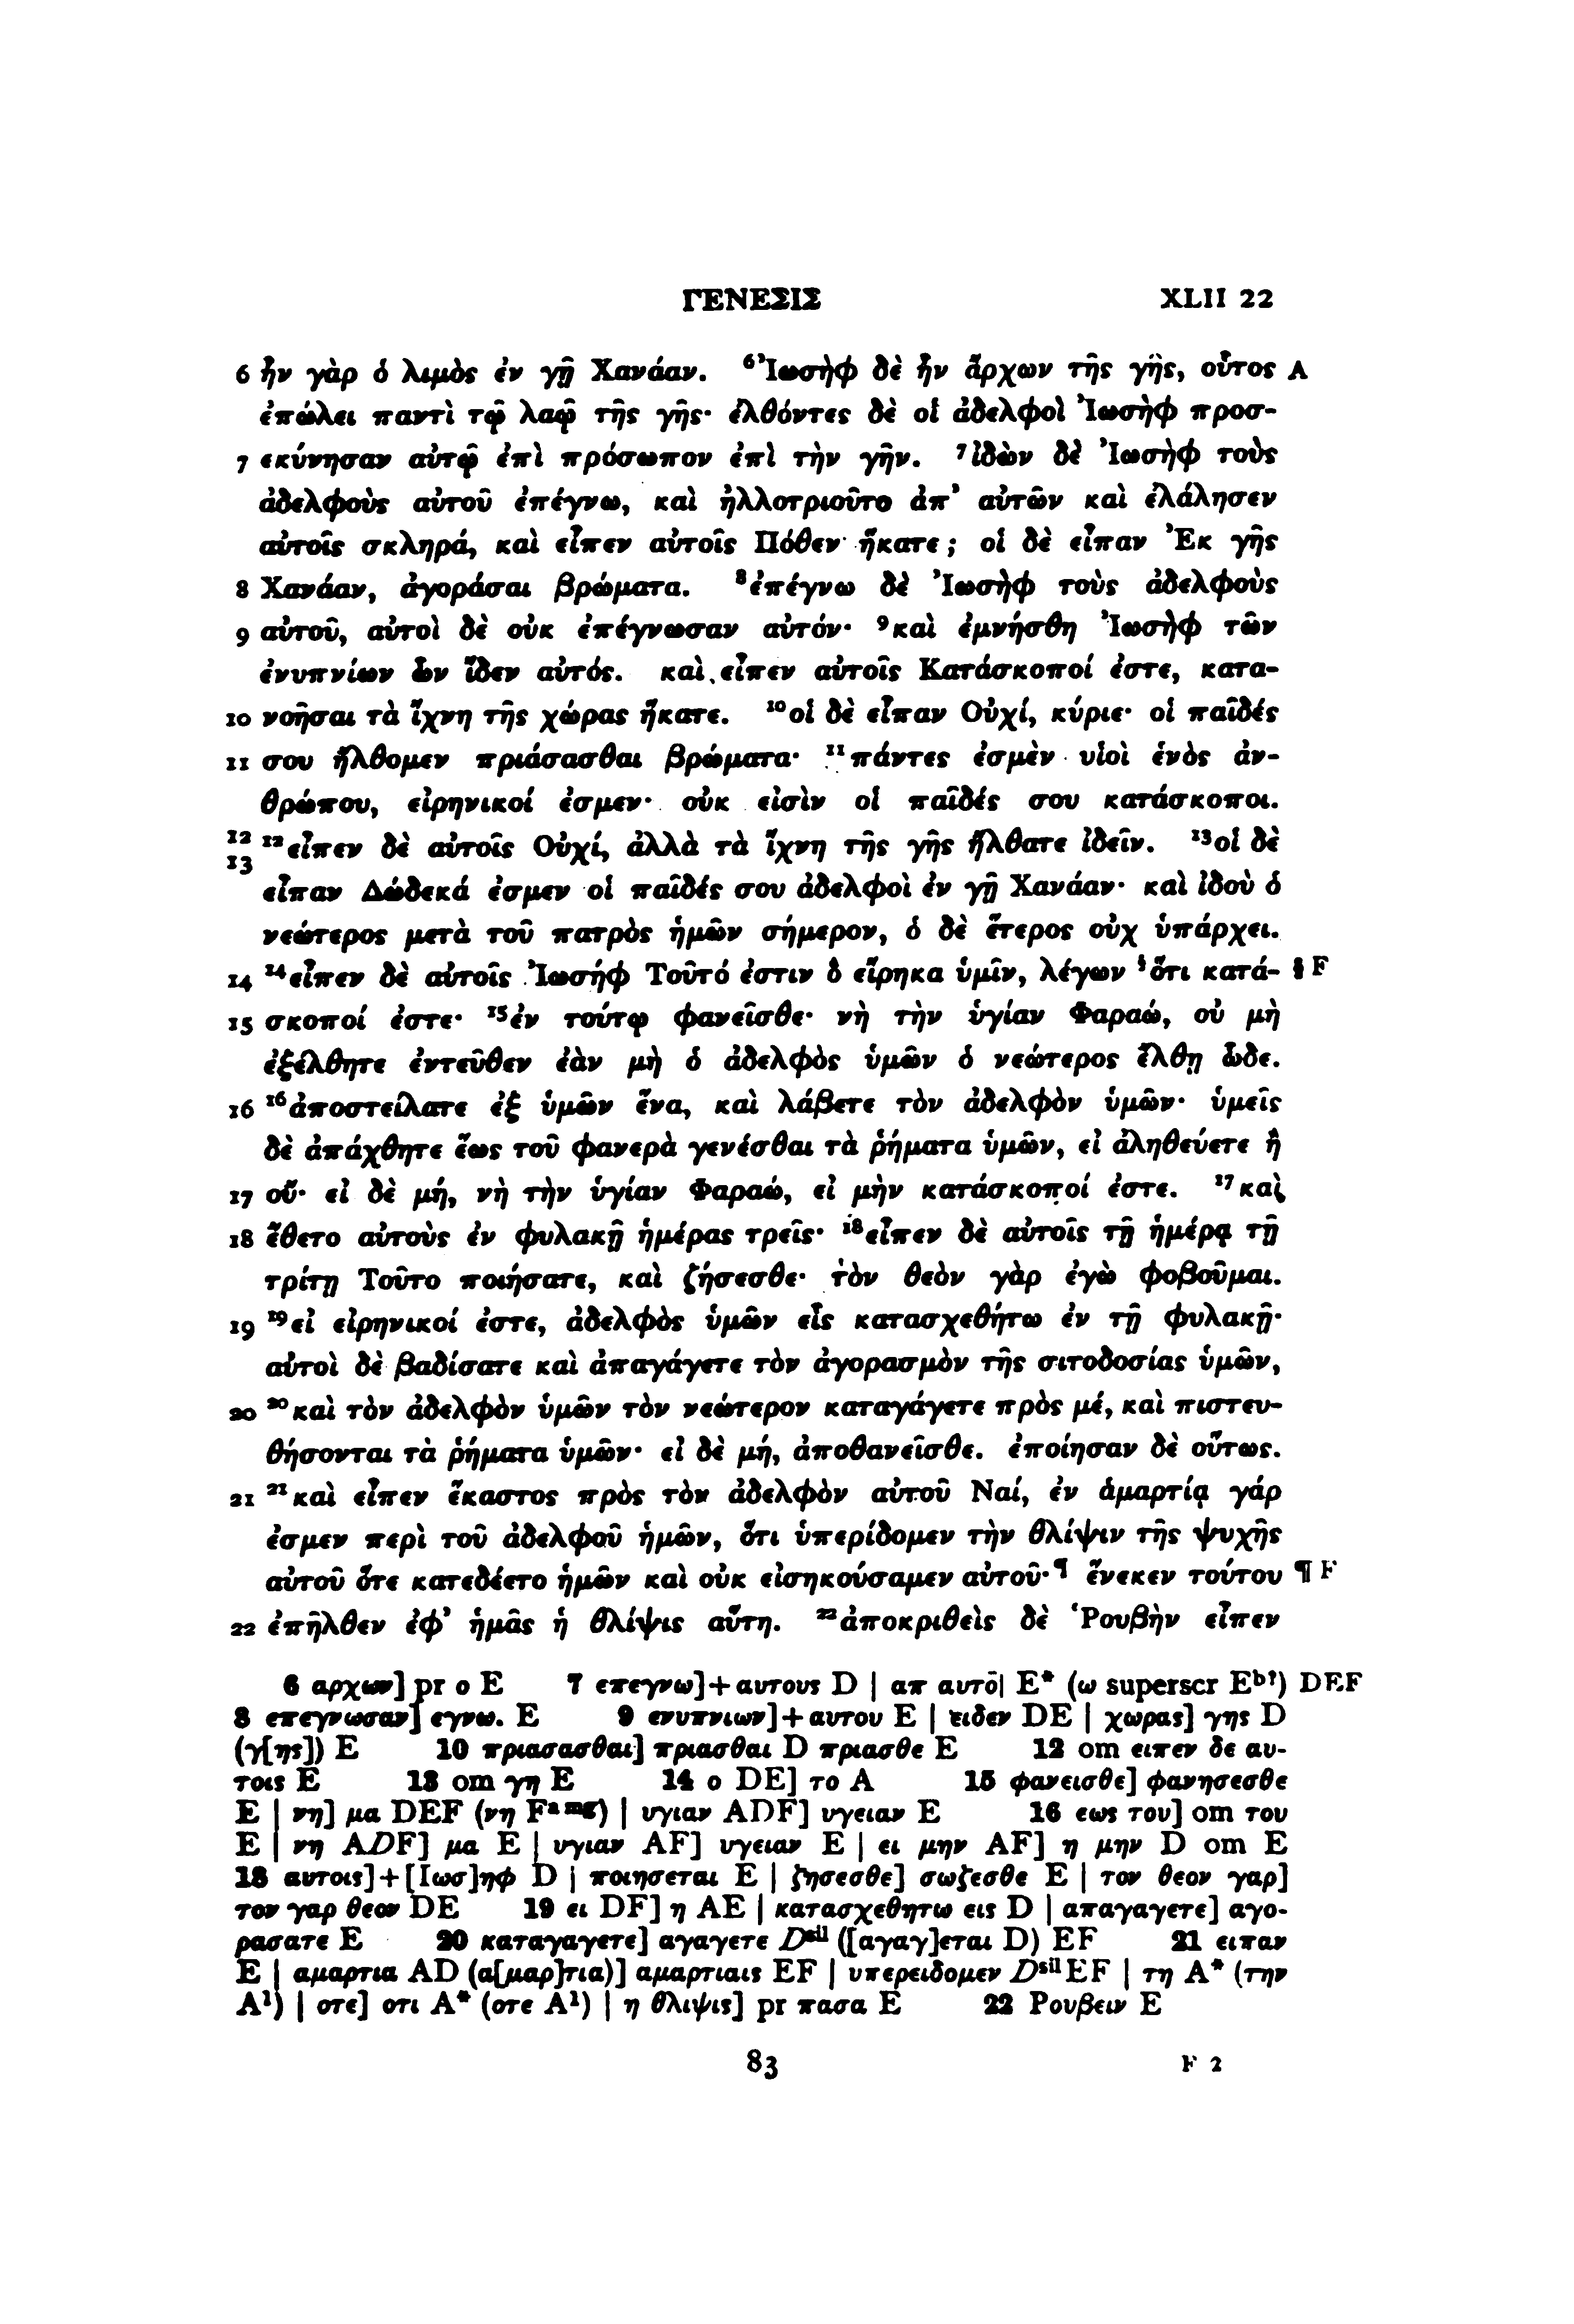 ΓΕΝΕΣΙΣ XLII 22
6 ἦν γὰρ ὁ λιμὸς ἐν γῇ Χανάαν. ⁶Ἰωσὴφ δὲ ἦν ἄρχων τῆς γῆς, οὗτος A
ἐπώλει παντὶ τῷ λαῷ τῆς γῆς· ἐλθόντες δὲ οἱ ἀδελφοὶ Ἰωσὴφ προσ-
7 εκύνησαν αὐτῷ ἐπὶ πρόσωπον ἐπὶ τὴν γῆν. ⁷ἰδὼν δὲ Ἰωσὴφ τοὺς
ἀδελφοὺς αὐτοῦ ἐπέγνω, καὶ ἠλλοτριοῦτο ἀπ’ αὐτῶν καὶ ἐλάλησεν
αὐτοῖς σκληρά, καὶ εἶπεν αὐτοῖς Πόθεν ἥκατε; οἱ δὲ εἶπαν Ἐκ γῆς
8 Χανάαν, ἀγοράσαι βρώματα. ⁸ἐπέγνω δὲ Ἰωσὴφ τοὺς ἀδελφοὺς
9 αὐτοῦ, αὐτοὶ δὲ οὐκ ἐπέγνωσαν αὐτόν· ⁹καὶ ἐμνήσθη Ἰωσὴφ τῶν
ἐνυπνίων ὧν ἴδεν αὐτός. καὶ εἶπεν αὐτοῖς Κατάσκοποί ἐστε, κατα-
10 νοῆσαι τὰ ἴχνη τῆς χώρας ἥκατε. ¹⁰οἱ δὲ εἶπαν Οὐχί, κύριε· οἱ παῖδές
11 σου ἤλθομεν πριάσασθαι βρώματα· ¹¹πάντες ἐσμὲν υἱοὶ ἑνὸς ἀν-
θρώπου, εἰρηνικοί ἐσμεν· οὐκ εἰσὶν οἱ παῖδές σου κατάσκοποι.
12 ¹²εἶπεν δὲ αὐτοῖς Οὐχί, ἀλλὰ τὰ ἴχνη τῆς γῆς ἤλθατε ἰδεῖν. ¹³οἱ δὲ
13 εἶπαν Δώδεκά ἐσμεν οἱ παῖδές σου ἀδελφοὶ ἐν γῇ Χανάαν· καὶ ἰδοὺ ὁ
νεώτερος μετὰ τοῦ πατρὸς ἡμῶν σήμερον, ὁ δὲ ἕτερος οὐχ ὑπάρχει.
14 ¹⁴εἶπεν δὲ αὐτοῖς Ἰωσήφ Τοῦτό ἐστιν ὃ εἴρηκα ὑμῖν, λέγων §ὅτι κατά- § F
15 σκοποί ἐστε· ¹⁵ἐν τούτῳ φανεῖσθε· νὴ τὴν ὑγίαν Φαραώ, οὐ μὴ
ἐξέλθητε ἐντεῦθεν ἐὰν μὴ ὁ ἀδελφὸς ὑμῶν ὁ νεώτερος ἔλθῃ ὧδε.
16 ¹⁶ἀποστείλατε ἐξ ὑμῶν ἕνα, καὶ λάβετε τὸν ἀδελφὸν ὑμῶν· ὑμεῖς
δὲ ἀπάχθητε ἕως τοῦ φανερὰ γενέσθαι τὰ ῥήματα ὑμῶν, εἰ ἀληθεύετε ἢ
17 οὔ· εἰ δὲ μή, νὴ τὴν ὑγίαν Φαραώ, εἰ μὴν κατάσκοποί ἐστε. ¹⁷καὶ
18 ἔθετο αὐτοὺς ἐν φυλακῇ ἡμέρας τρεῖς· ¹⁸εἶπεν δὲ αὐτοῖς τῇ ἡμέρᾳ τῇ
τρίτῃ Τοῦτο ποιήσατε, καὶ ζήσεσθε· τὸν θεὸν γὰρ ἐγὼ φοβοῦμαι.
19 ¹⁹εἰ εἰρηνικοί ἐστε, ἀδελφὸς ὑμῶν εἷς κατασχεθήτω ἐν τῇ φυλακῇ·
αὐτοὶ δὲ βαδίσατε καὶ ἀπαγάγετε τὸν ἀγορασμὸν τῆς σιτοδοσίας ὑμῶν,
20 ²⁰καὶ τὸν ἀδελφὸν ὑμῶν τὸν νεώτερον καταγάγετε πρὸς μέ, καὶ πιστευ-
θήσονται τὰ ῥήματα ὑμῶν· εἰ δὲ μή, ἀποθανεῖσθε. ἐποίησαν δὲ οὕτως.
21 ²¹καὶ εἶπεν ἕκαστος πρὸς τὸν ἀδελφὸν αὐτοῦ Ναί, ἐν ἁμαρτίᾳ γάρ
ἐσμεν περὶ τοῦ ἀδελφοῦ ἡμῶν, ὅτι ὑπερίδομεν τὴν θλίψιν τῆς ψυχῆς
αὐτοῦ ὅτε κατεδέετο ἡμῶν καὶ οὐκ εἰσηκούσαμεν αὐτοῦ·¶ ἕνεκεν τούτου ¶ F
22 ἐπῆλθεν ἐφ’ ἡμᾶς ἡ θλίψις αὕτη. ²²ἀποκριθεὶς δὲ Ῥουβὴν εἶπεν
6 αρχων] pr ο E 7 επεγνω]+αυτους D | απ αυτο̄| E* (ω superscr Eᵇ?) DEF
8 επεγνωσαν] εγνω. E 9 ενυπνιων]+αυτου E | ειδεν DE | χωρας] γης D
(γ[ης]) E 10 πριασασθαι] πριασθαι D πριασθε E 12 om ειπεν δε αυ-
τοις E 13 om γη E 14 ο DE] το A 15 φανεισθε] φανησεσθε
E | νη] μα DEF (νη Fᵃ ᵐᵍ) | υγιαν ADF] υγειαν E 16 εως του] om του
E | νη ADF] μα E | υγιαν AF] υγειαν E | ει μην AF] η μην D om E
18 αυτοις]+[Ιωσ]ηφ D | ποιησεται E | ζησεσθε] σωζεσθε E | τον θεον γαρ]
τον γαρ θεον DE 19 ει DF] η AE | κατασχεθητω εις D | απαγαγετε] αγο-
ρασατε E 20 καταγαγετε] αγαγετε Dˢⁱˡ ([αγαγ]εται D) EF 21 ειπαν
E | αμαρτια AD (α[μαρ]τια)] αμαρτιαις EF | υπερειδομεν DˢⁱˡEF | τη A* (την
A¹) | οτε] οτι A* (οτε A¹) | η θλιψις] pr πασα E 22 Ρουβειν E
83 F 2